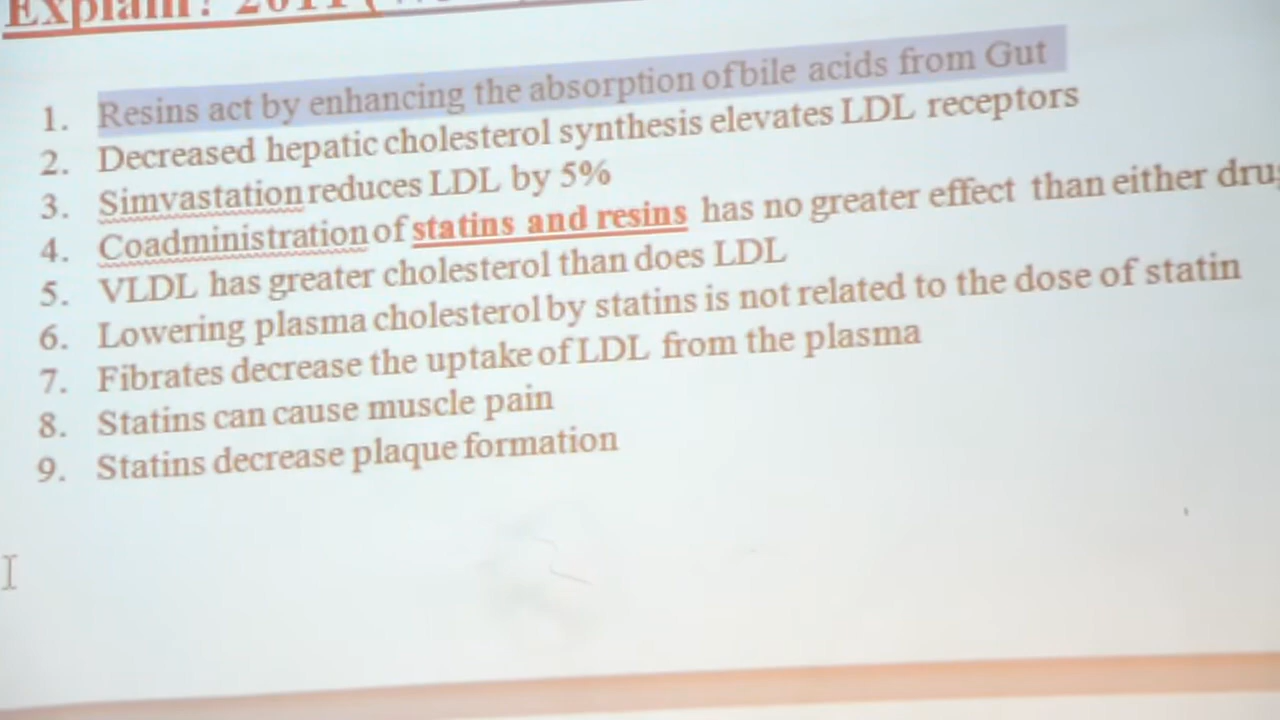 Explain? 2011 (
1. Resins act by enhancing the absorption of bile acids from Gut
2. Decreased hepatic cholesterol synthesis elevates LDL receptors
3. Simvastation reduces LDL by 5%
4. Coadministration of statins and resins has no greater effect than either
5. VLDL has greater cholesterol than does LDL
6. Lowering plasma cholesterol by statins is not related to the dose of statin
7. Fibrates decrease the uptake of LDL from the plasma
8. Statins can cause muscle pain
9. Statins decrease plaque formation